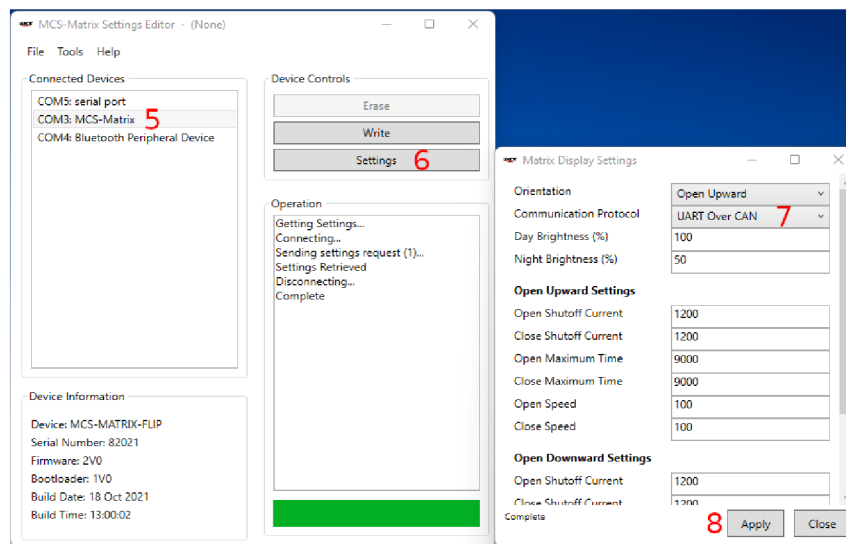 MCS-Matrix Settings Editor - (None)
File Tools Help
Connected Devices
COM5: serial port
COM3: MCS-Matrix 5
COM4: Bluetooth Peripheral Device
Device Information
Device: MCS-MATRIX-FLIP
Serial Number: 82021
Firmware: 2V0
Bootloader: 1V0
Build Date: 18 Oct 2021
Build Time: 13:00:02
Device Controls
Erase
Write
Settings 6
Operation
Getting Settings...
Connecting...
Sending settings request (1)...
Settings Retrieved
Disconnecting...
Complete
Matrix Display Settings
Orientation Open Upward
Communication Protocol UART Over CAN 7
Day Brightness (%) 100
Night Brightness (%) 50
Open Upward Settings
Open Shutoff Current 1200
Close Shutoff Current 1200
Open Maximum Time 9000
Close Maximum Time 9000
Open Speed 100
Close Speed 100
Open Downward Settings
Open Shutoff Current 1200
Close Shutoff Current 1200
Complete 8 Apply Close